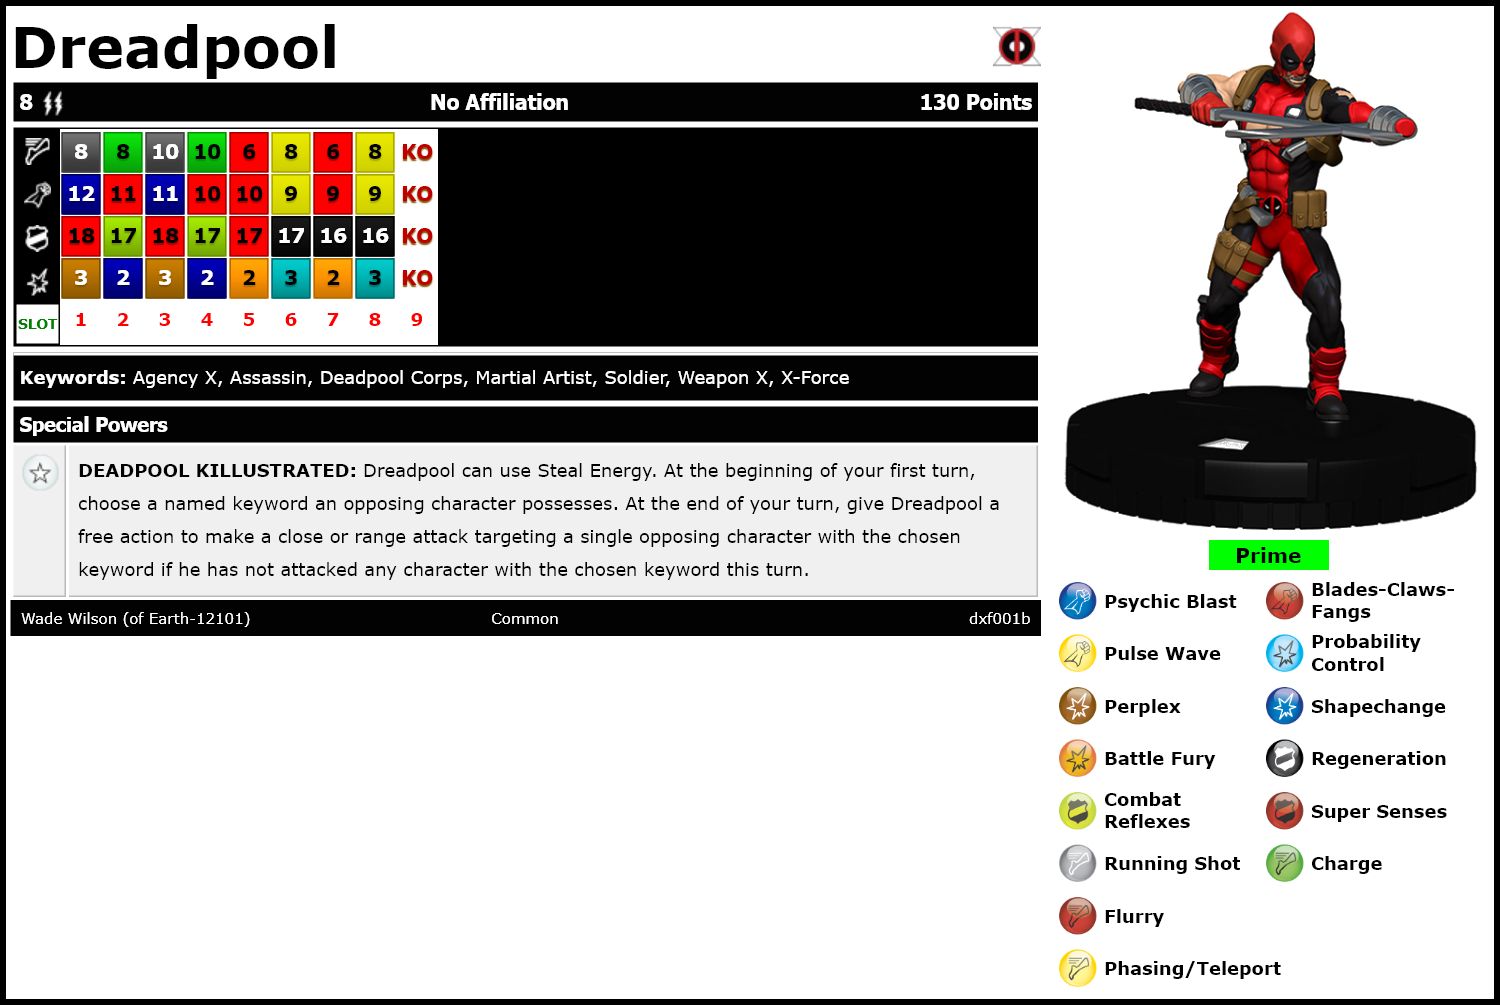 Dreadpool
8 No Affiliation 130 Points
8 8 10 10 6 8 6 8 KO
12 11 11 10 10 9 9 9 KO
18 17 18 17 17 17 16 16 KO
3 2 3 2 2 3 2 3 KO
SLOT 1 2 3 4 5 6 7 8 9
Keywords: Agency X, Assassin, Deadpool Corps, Martial Artist, Soldier, Weapon X, X-Force
Special Powers
DEADPOOL KILLUSTRATED: Dreadpool can use Steal Energy. At the beginning of your first turn,
choose a named keyword an opposing character possesses. At the end of your turn, give Dreadpool a
free action to make a close or range attack targeting a single opposing character with the chosen
keyword if he has not attacked any character with the chosen keyword this turn.
Wade Wilson (of Earth-12101) Common dxf001b
Prime
Psychic Blast
Blades-Claws-
Fangs
Pulse Wave
Probability
Control
Perplex
Shapechange
Battle Fury
Regeneration
Combat
Reflexes
Super Senses
Running Shot
Charge
Flurry
Phasing/Teleport